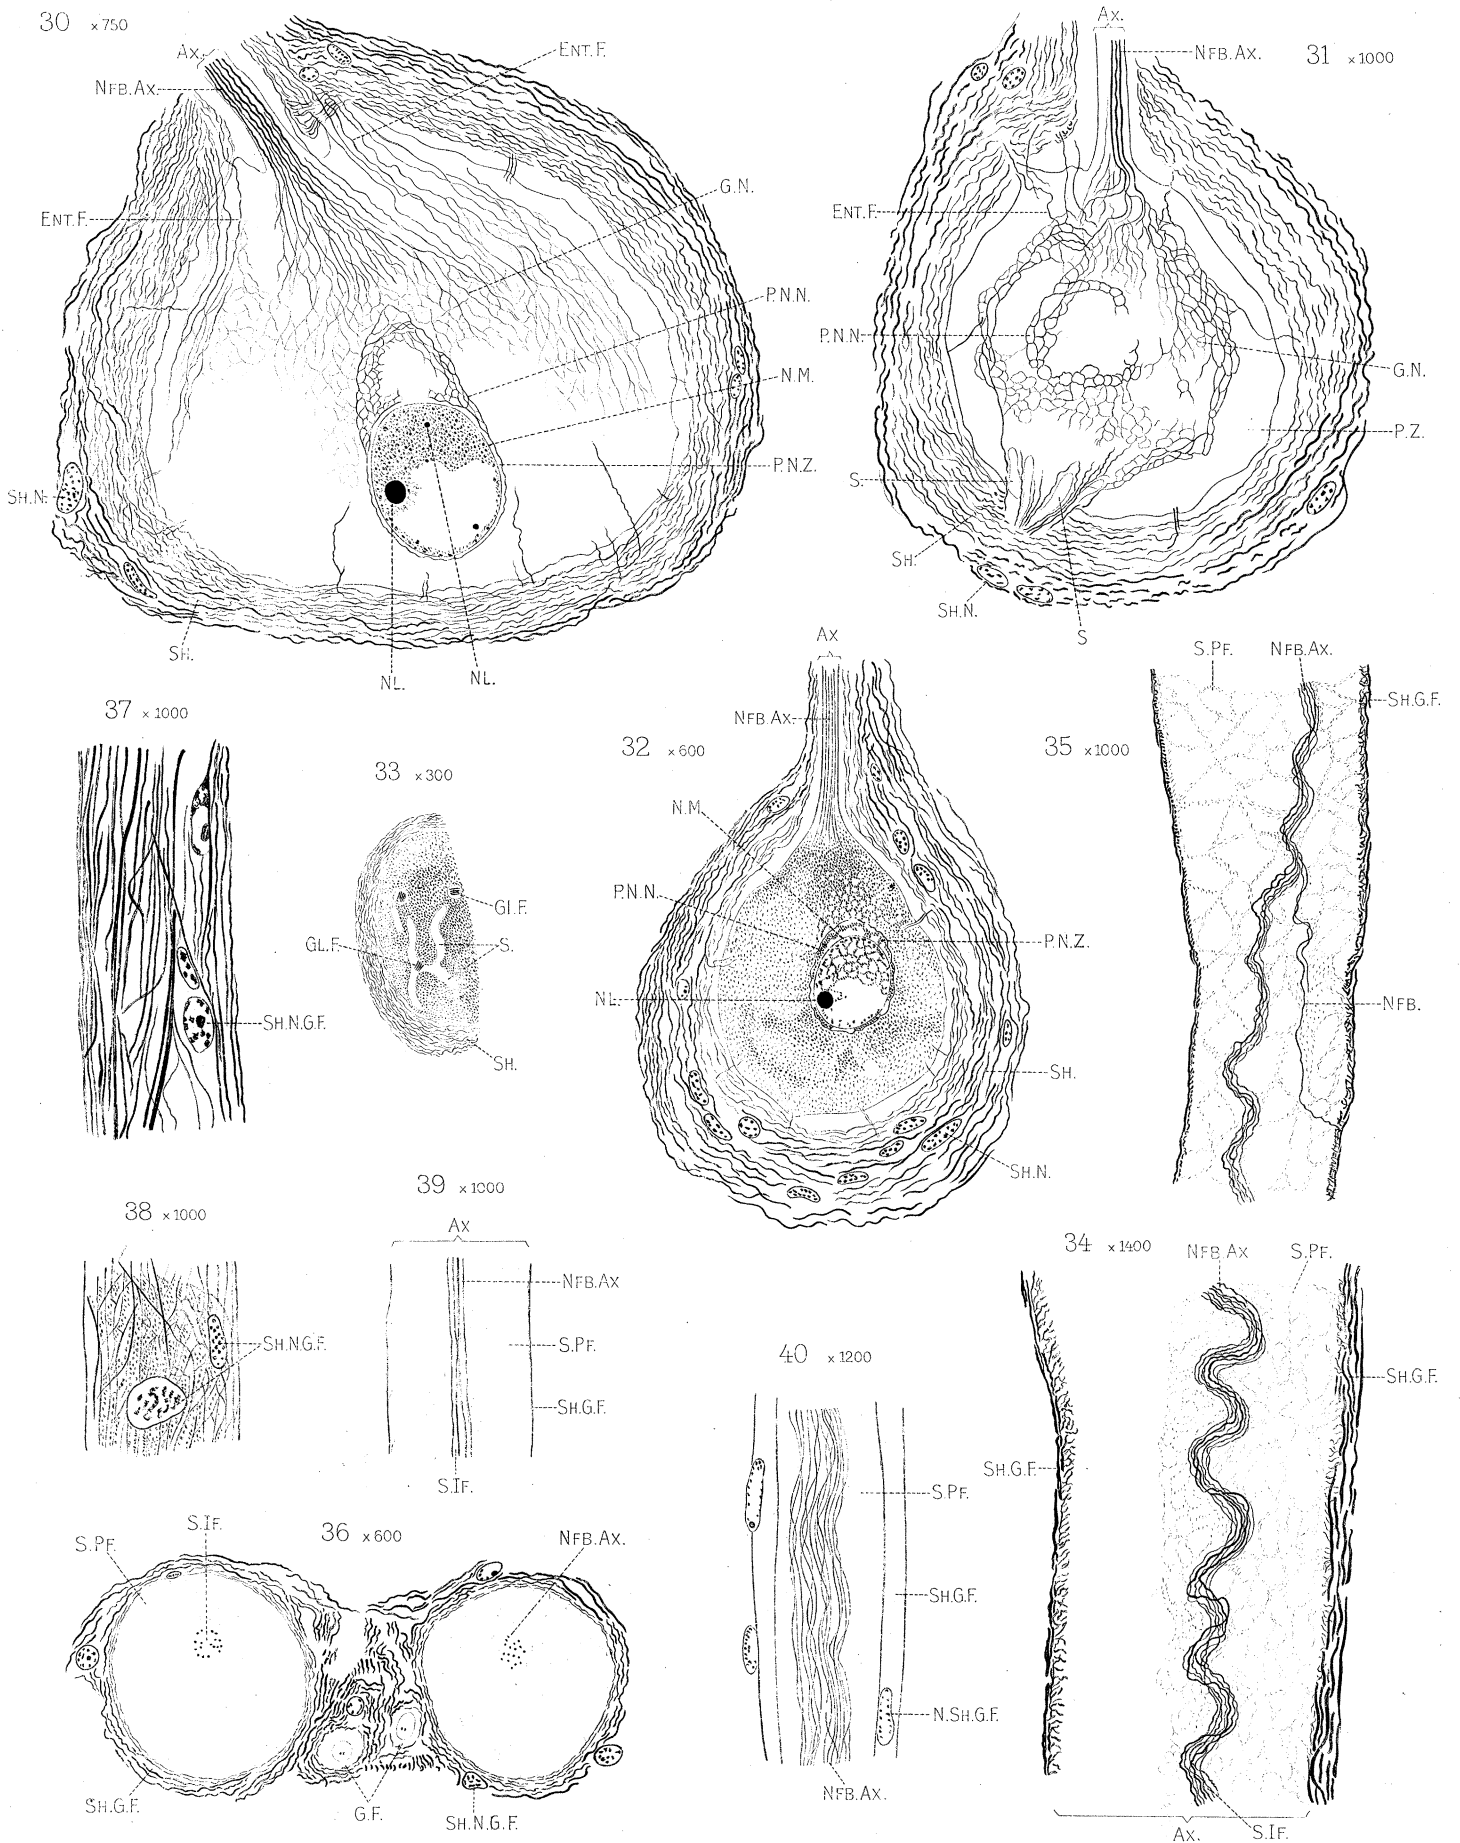 30 ×750
Ax.
Nfb.Ax.
Ent.F.
Ent.F.
G.N.
P.N.N.
N.M.
P.N.Z.
Sh.N.
Sh.
Nl.
Nl.
31 ×1000
Ax.
Nfb.Ax.
Ent.F.
P.N.N.
G.N.
P.Z.
S.
Sh.
Sh.N.
S
37 ×1000
Sh.N.G.F.
33 ×300
Gl.F.
Gl.F.
S.
Sh.
32 ×600
Ax
Nfb.Ax.
N.M.
P.N.N.
P.N.Z.
Nl.
Sh.
Sh.N.
35 ×1000
S.Pf.
Nfb.Ax.
Sh.G.F.
Nfb.
38 ×1000
Sh.N.G.F.
39 ×1000
Ax
Nfb.Ax
S.Pf.
Sh.G.F.
S.If.
40 ×1200
S.Pf.
Sh.G.F.
N.Sh.G.F.
Nfb.Ax.
34 ×1400
Nfb.Ax
S.Pf.
Sh.G.F.
Sh.G.F.
Ax.
S.If.
36 ×600
S.Pf.
S.If.
Nfb.Ax.
Sh.G.F.
G.F.
Sh.N.G.F.